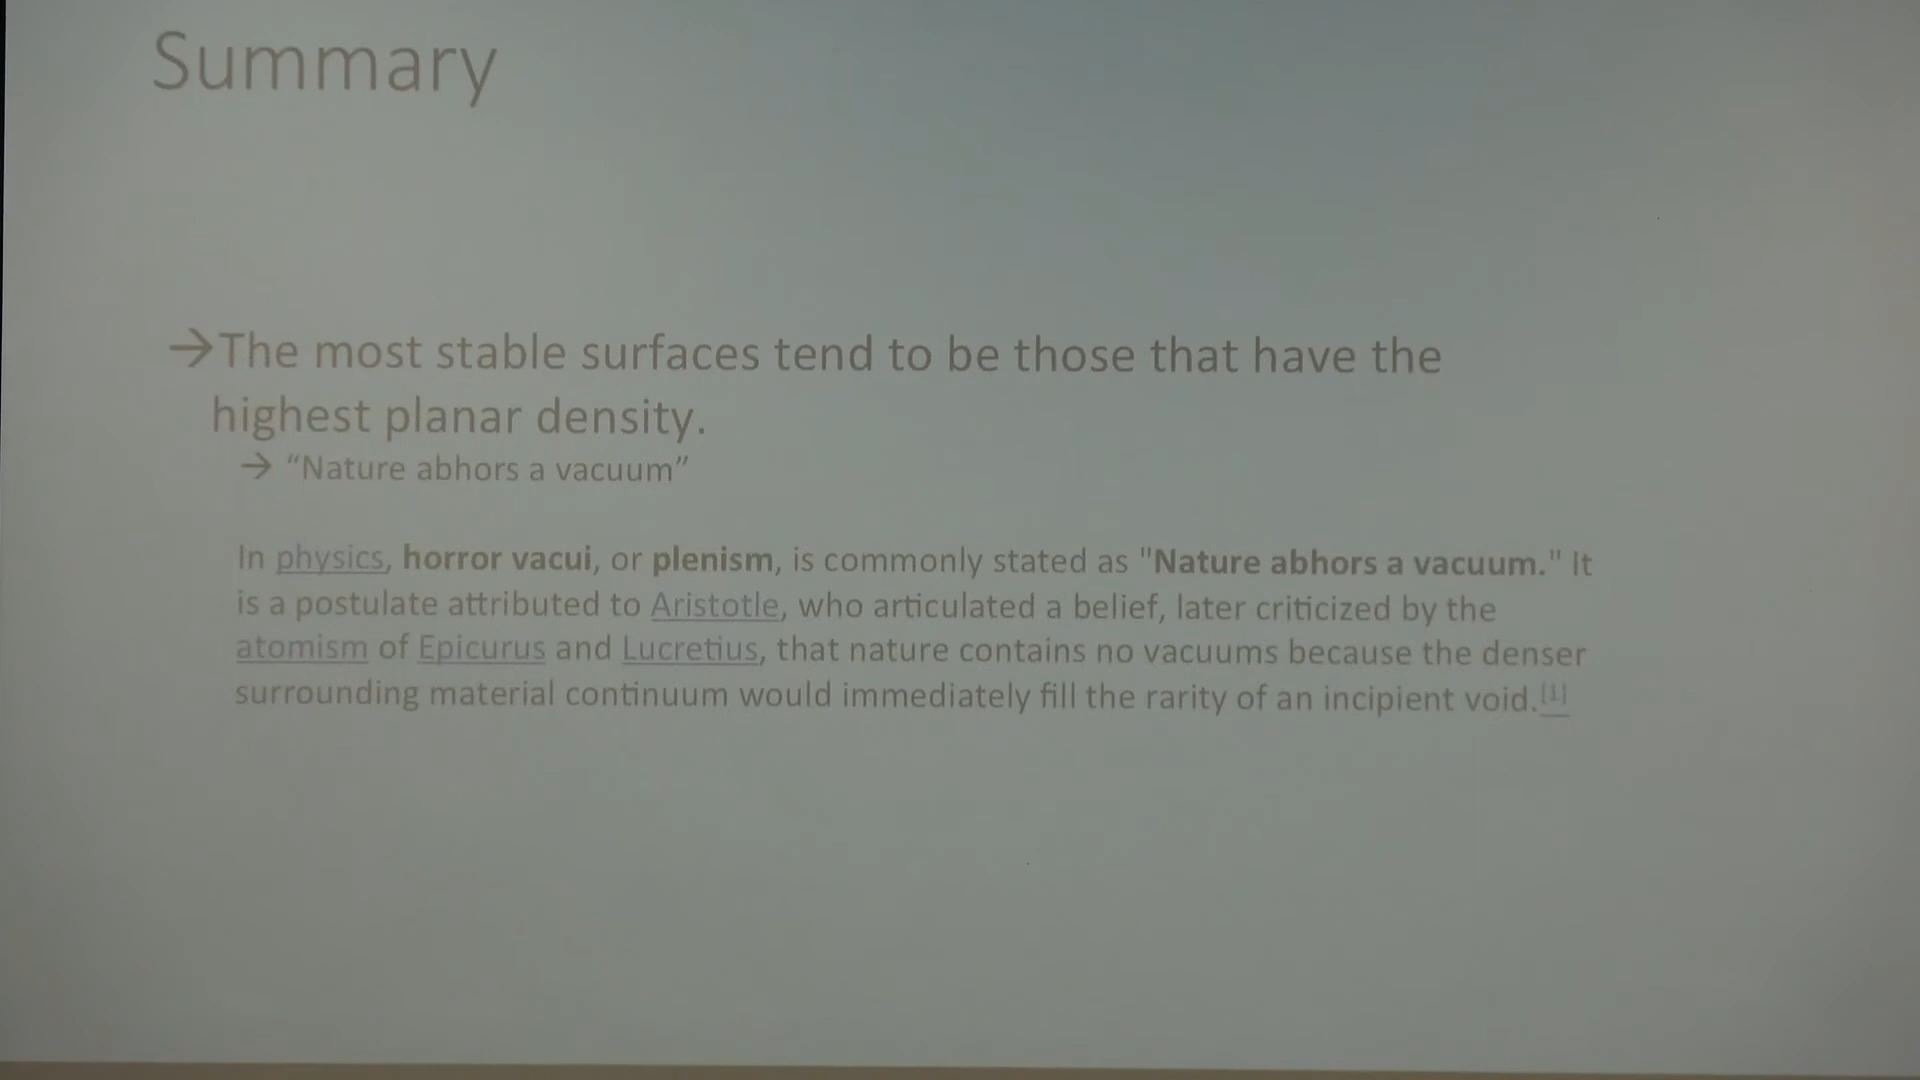 Summary
→The most stable surfaces tend to be those that have the
highest planar density.
→ “Nature abhors a vacuum”
In physics, horror vacui, or plenism, is commonly stated as "Nature abhors a vacuum." It
is a postulate attributed to Aristotle, who articulated a belief, later criticized by the
atomism of Epicurus and Lucretius, that nature contains no vacuums because the denser
surrounding material continuum would immediately fill the rarity of an incipient void.[1]